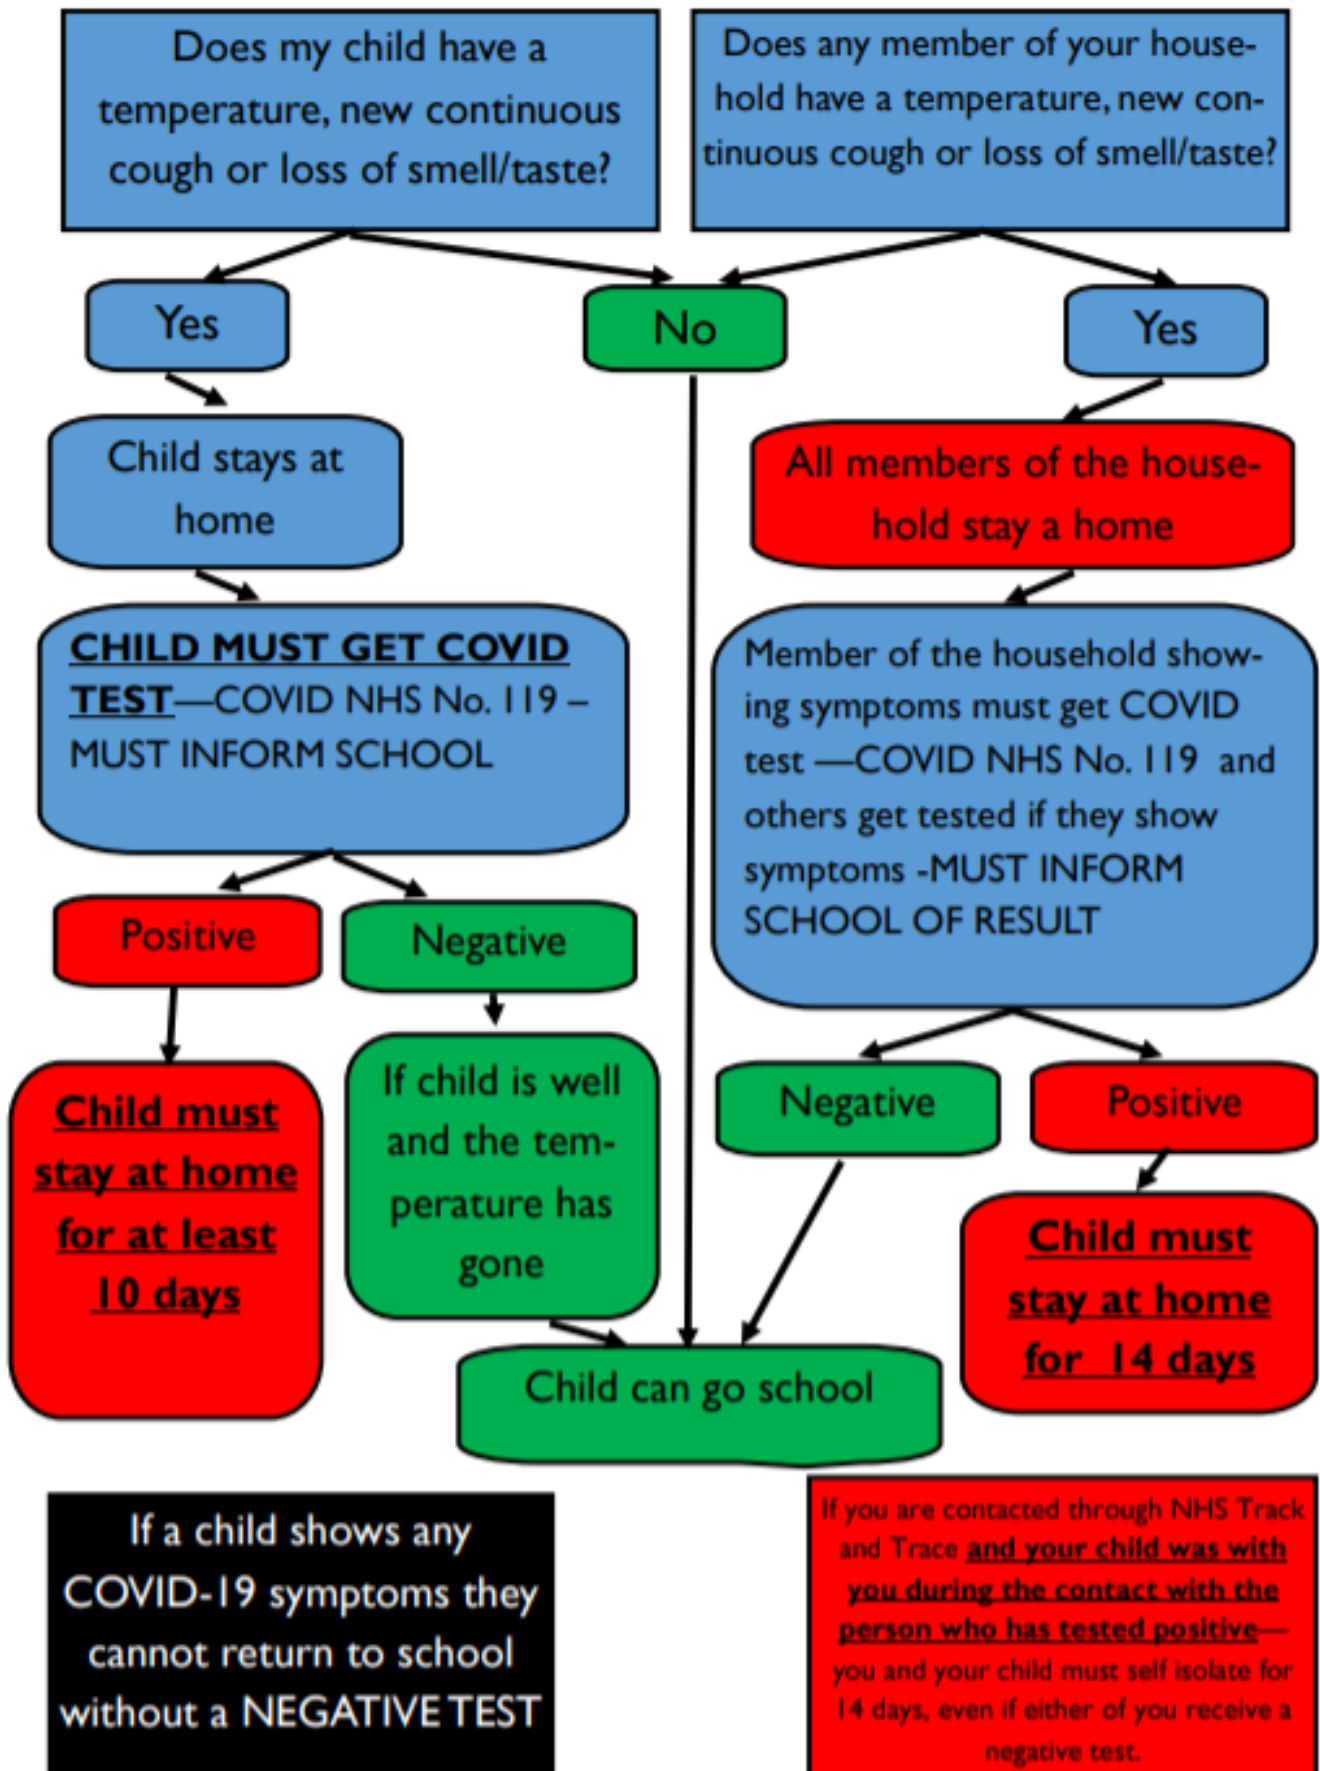 Does my child have a
temperature, new continuous
cough or loss of smell/taste?
Does any member of your house-
hold have a temperature, new con-
tinuous cough or loss of smell/taste?
Yes
No
Yes
Child stays at
home
All members of the house-
hold stay a home
CHILD MUST GET COVID
TEST—COVID NHS No. 119 –
MUST INFORM SCHOOL
Member of the household show-
ing symptoms must get COVID
test —COVID NHS No. 119 and
others get tested if they show
symptoms -MUST INFORM
SCHOOL OF RESULT
Positive
Negative
Child must
stay at home
for at least
10 days
If child is well
and the tem-
perature has
gone
Negative
Positive
Child must
stay at home
for 14 days
Child can go school
If a child shows any
COVID-19 symptoms they
cannot return to school
without a NEGATIVE TEST
If you are contacted through NHS Track
and Trace and your child was with
you during the contact with the
person who has tested positive—
you and your child must self isolate for
14 days, even if either of you receive a
negative test.